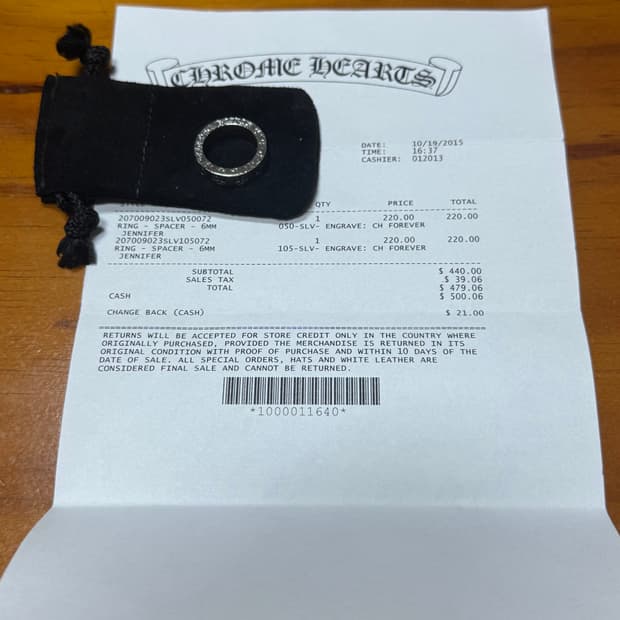 CHROME HEARTS
DATE: 10/19/2015
TIME: 16:37
CASHIER: 012013
QTY PRICE TOTAL
207009023SLV050072 1 220.00 220.00
RING - SPACER - 6MM 050-SLV- ENGRAVE: CH FOREVER
JENNIFER
207009023SLV105072 1 220.00 220.00
RING - SPACER - 6MM 105-SLV- ENGRAVE: CH FOREVER
JENNIFER
SUBTOTAL $ 440.00
SALES TAX $ 39.06
TOTAL $ 479.06
CASH $ 500.06
CHANGE BACK (CASH) $ 21.00
RETURNS WILL BE ACCEPTED FOR STORE CREDIT ONLY IN THE COUNTRY WHERE
ORIGINALLY PURCHASED, PROVIDED THE MERCHANDISE IS RETURNED IN ITS
ORIGINAL CONDITION WITH PROOF OF PURCHASE AND WITHIN 10 DAYS OF THE
DATE OF SALE. ALL SPECIAL ORDERS, HATS AND WHITE LEATHER ARE
CONSIDERED FINAL SALE AND CANNOT BE RETURNED.
*1000011640*